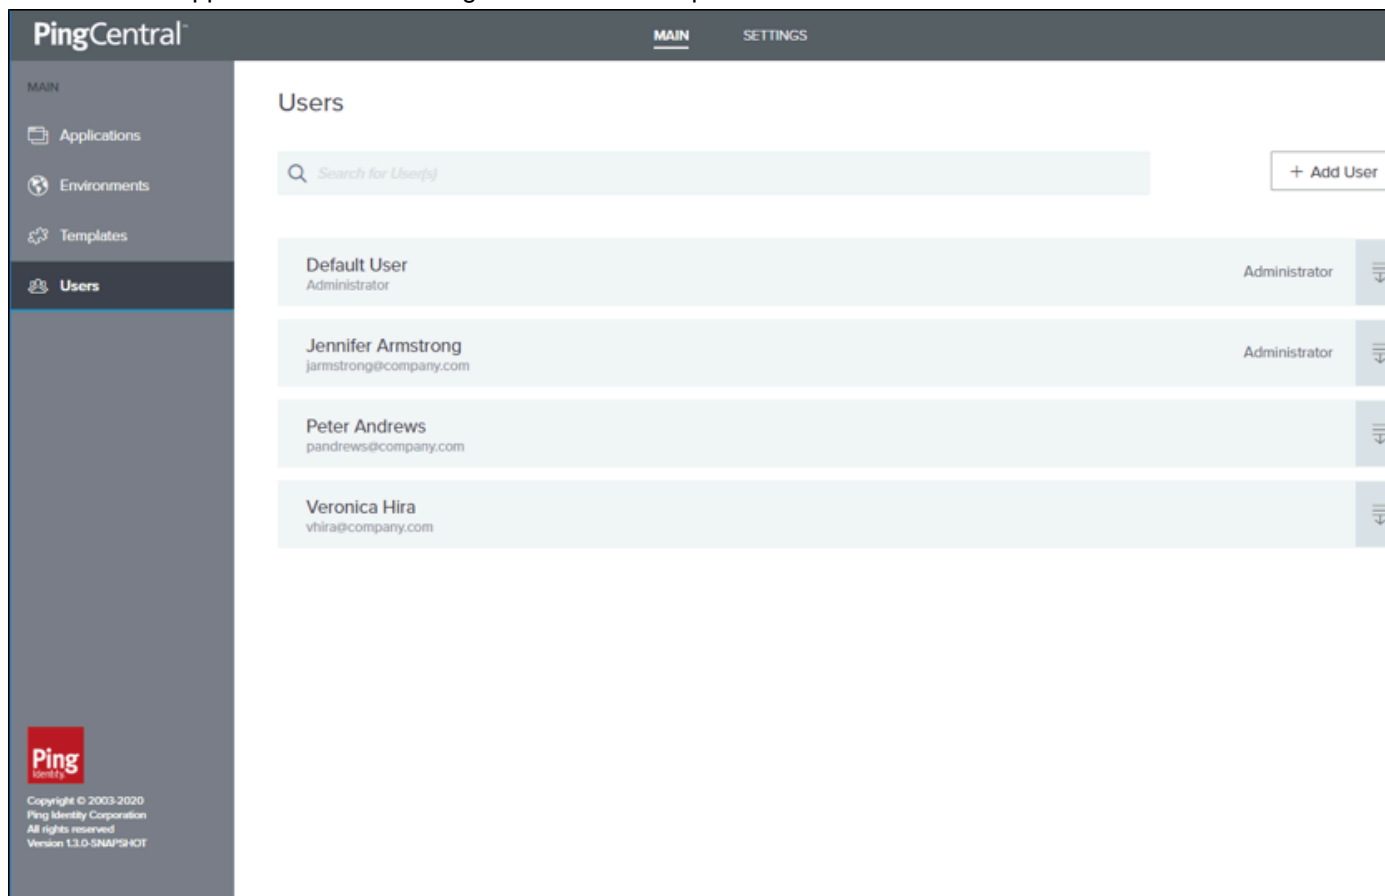 PingCentral
MAIN
SETTINGS
MAIN
Applications
Environments
Templates
Users
Users
Search for User(s)
+ Add User
Default User
Administrator
Administrator
Jennifer Armstrong
jarmstrong@company.com
Administrator
Peter Andrews
pandrews@company.com
Veronica Hira
vhira@company.com
Ping
Identity
Copyright © 2003-2020
Ping Identity Corporation
All rights reserved
Version 1.3.0-SNAPSHOT